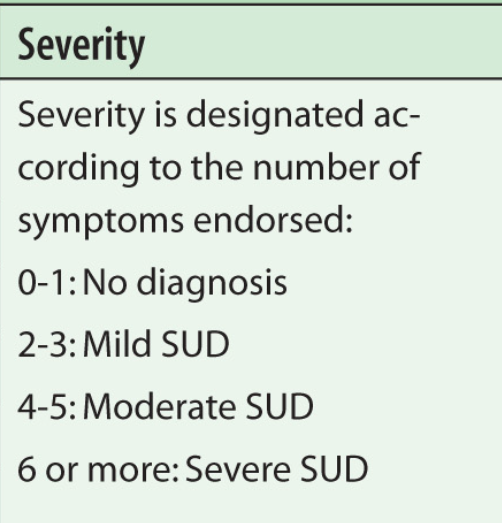 Severity
Severity is designated ac-
cording to the number of
symptoms endorsed:
0-1: No diagnosis
2-3: Mild SUD
4-5: Moderate SUD
6 or more: Severe SUD